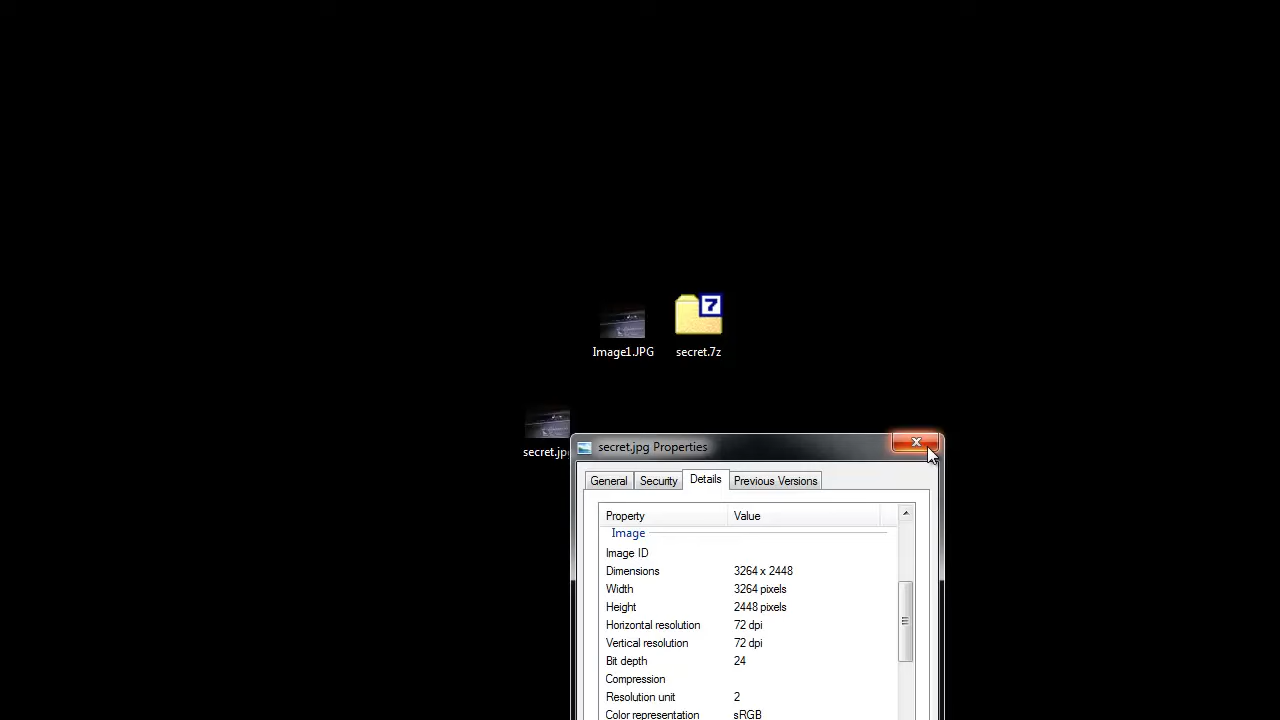 Image1.JPG
secret.7z
secret.jp
secret.jpg Properties
General Security Details Previous Versions
Property Value
Image
Image ID
Dimensions 3264 x 2448
Width 3264 pixels
Height 2448 pixels
Horizontal resolution 72 dpi
Vertical resolution 72 dpi
Bit depth 24
Compression
Resolution unit 2
Color representation sRGB